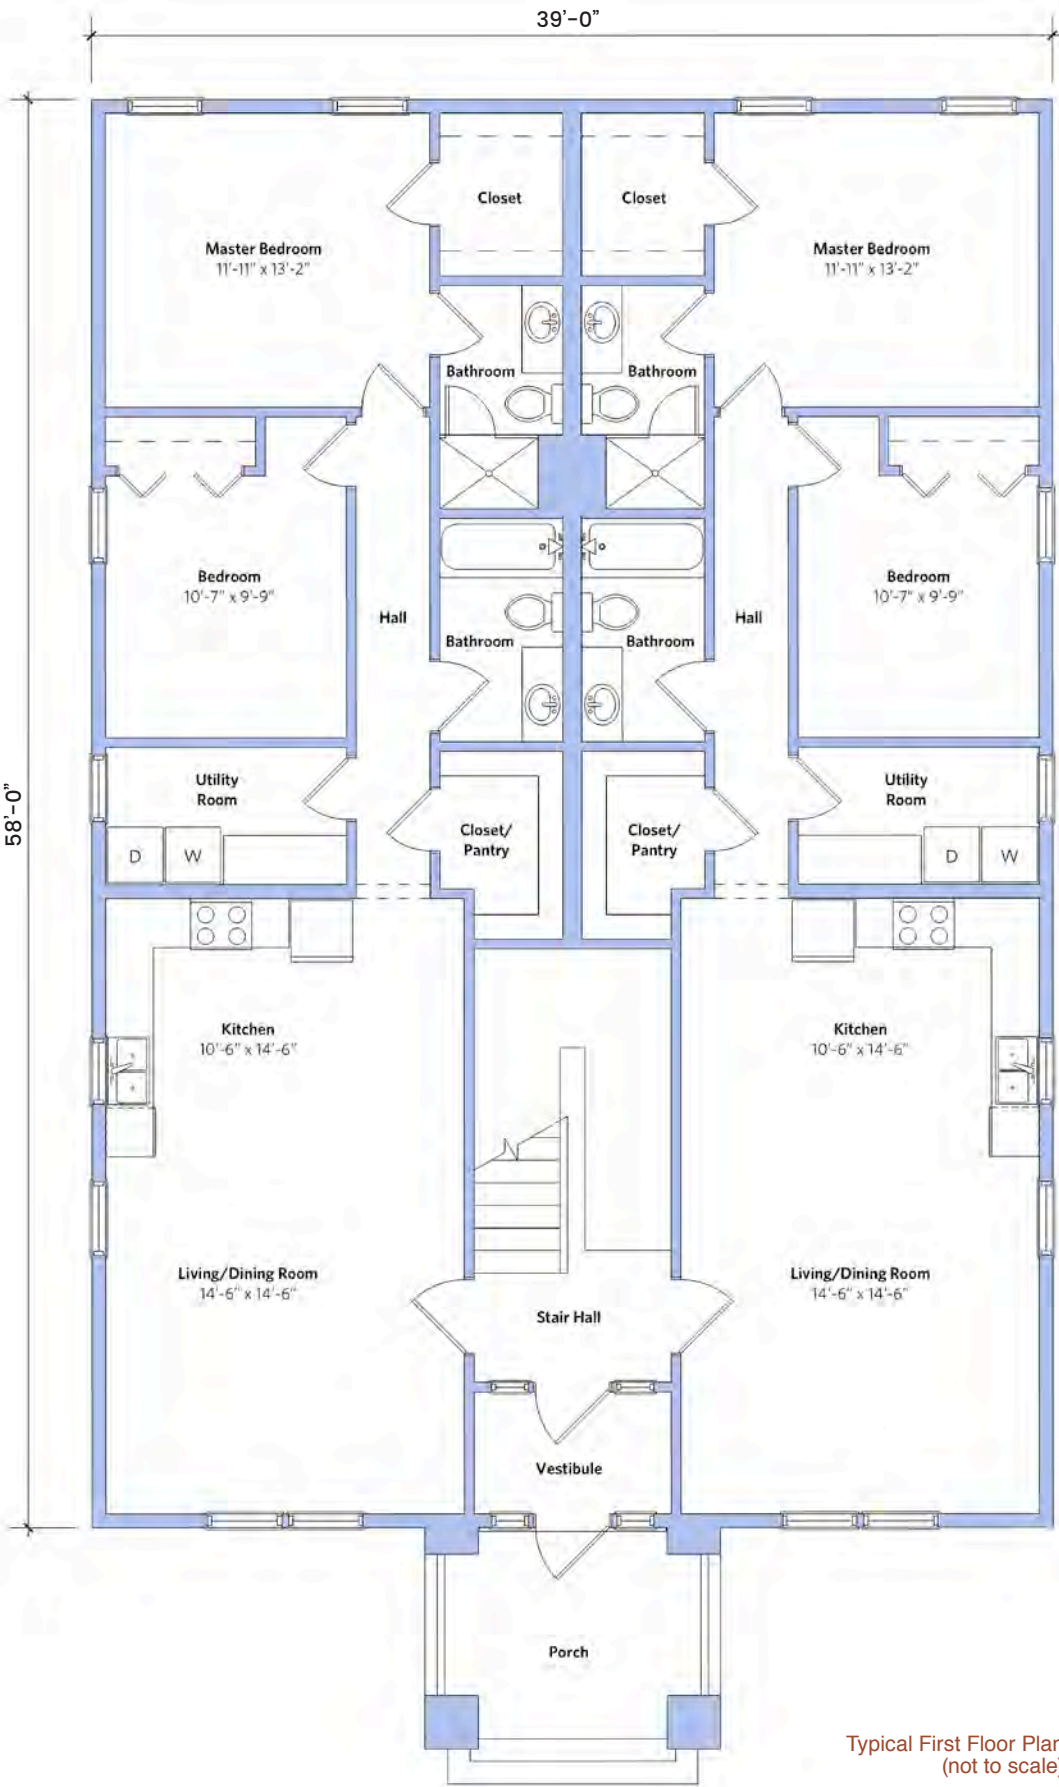 39'-0"
Closet
Closet
Master Bedroom
11'-11" x 13'-2"
Master Bedroom
11'-11" x 13'-2"
Bathroom
Bathroom
Bedroom
10'-7" x 9'-9"
Bedroom
10'-7" x 9'-9"
Hall
Hall
Bathroom
Bathroom
58'-0"
Utility
Room
Utility
Room
Closet/
Pantry
Closet/
Pantry
D
W
D
W
Kitchen
10'-6" x 14'-6"
Kitchen
10'-6" x 14'-6"
Living/Dining Room
14'-6" x 14'-6"
Living/Dining Room
14'-6" x 14'-6"
Stair Hall
Vestibule
Porch
Typical First Floor Plan
(not to scale)